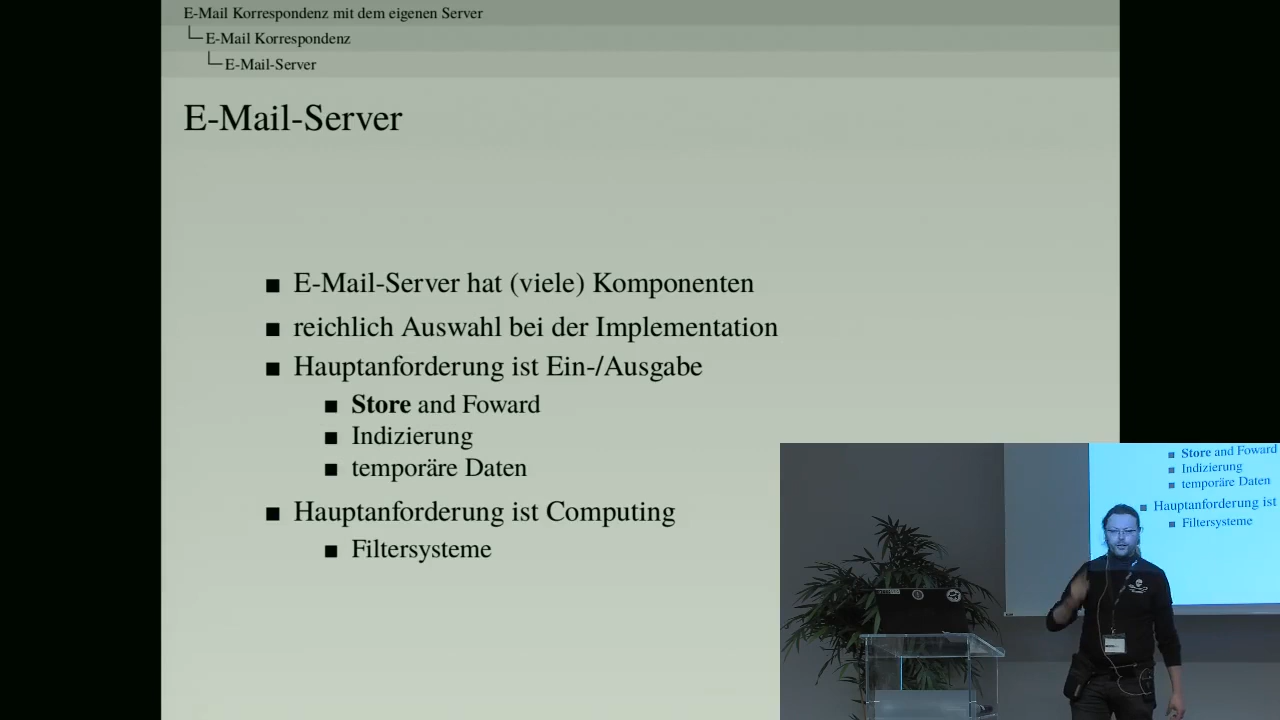 E-Mail Korrespondenz mit dem eigenen Server
E-Mail Korrespondenz
E-Mail-Server
E-Mail-Server
E-Mail-Server hat (viele) Komponenten
reichlich Auswahl bei der Implementation
Hauptanforderung ist Ein-/Ausgabe
Store and Foward
Indizierung
temporäre Daten
Hauptanforderung ist Computing
Filtersysteme
Store and Foward
Indizierung
temporäre Daten
Hauptanforderung ist
Filtersysteme